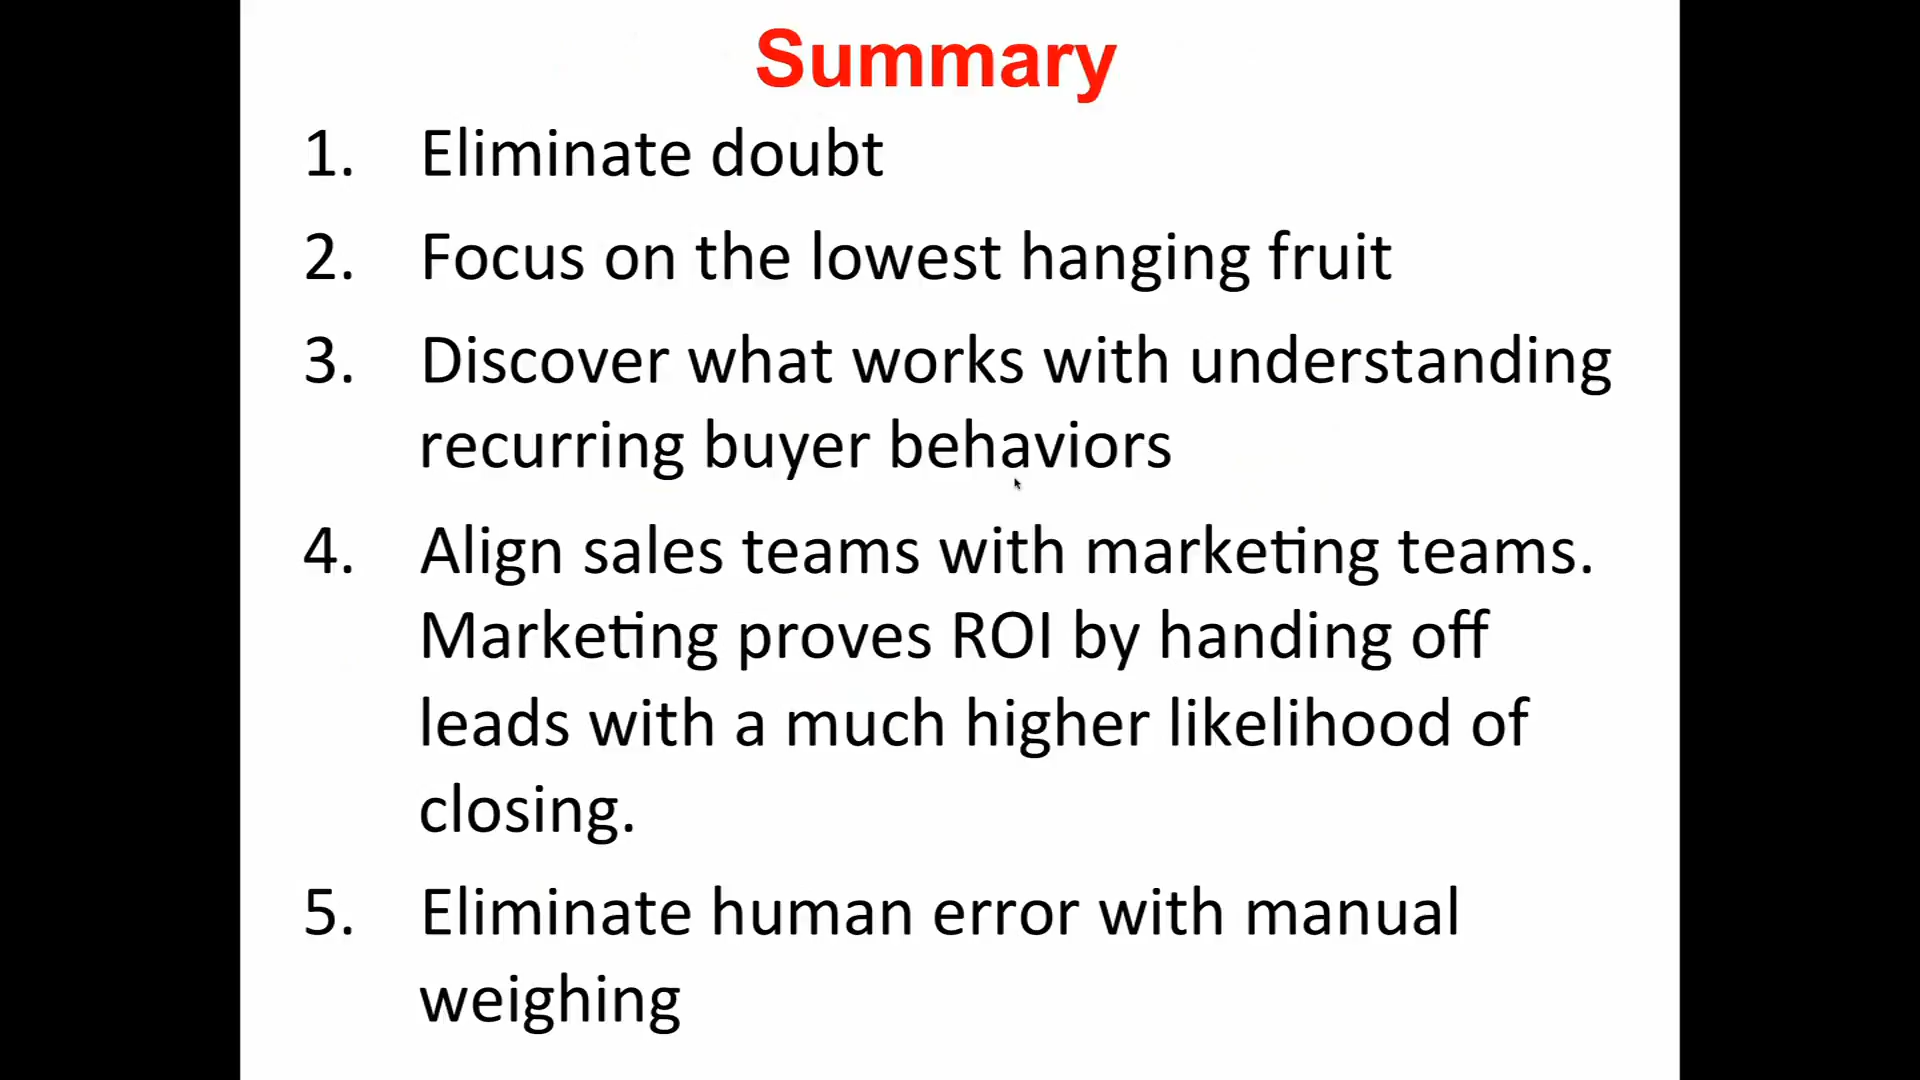 Summary
1. Eliminate doubt
2. Focus on the lowest hanging fruit
3. Discover what works with understanding
recurring buyer behaviors
4. Align sales teams with marketing teams.
Marketing proves ROI by handing off
leads with a much higher likelihood of
closing.
5. Eliminate human error with manual
weighing